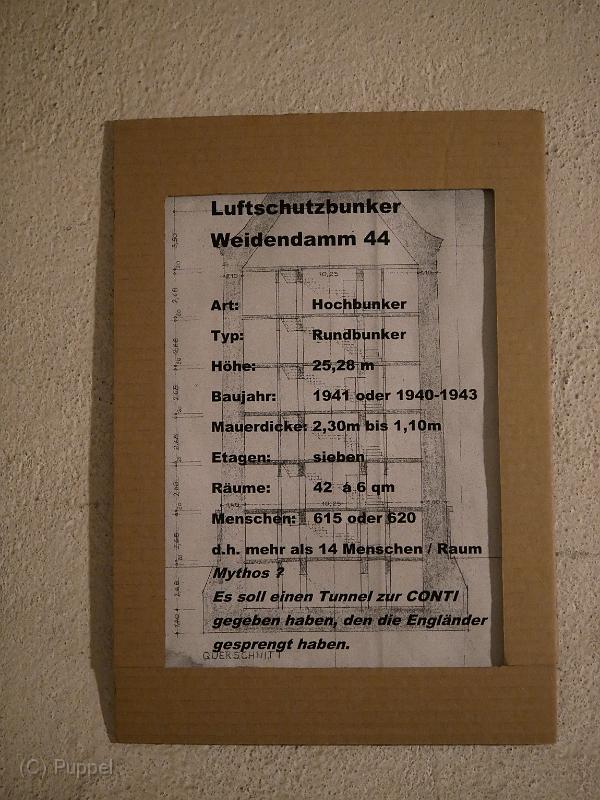 Luftschutzbunker
Weidendamm 44
Art: Hochbunker
Typ: Rundbunker
Höhe: 25,28 m
Baujahr: 1941 oder 1940-1943
Mauerdicke: 2,30m bis 1,10m
Etagen: sieben
Räume: 42 á 6 qm
Menschen: 615 oder 620
d.h. mehr als 14 Menschen / Raum
Mythos ?
Es soll einen Tunnel zur CONTI
gegeben haben, den die Engländer
gesprengt haben.
QUERSCHNITT
(C) Puppel